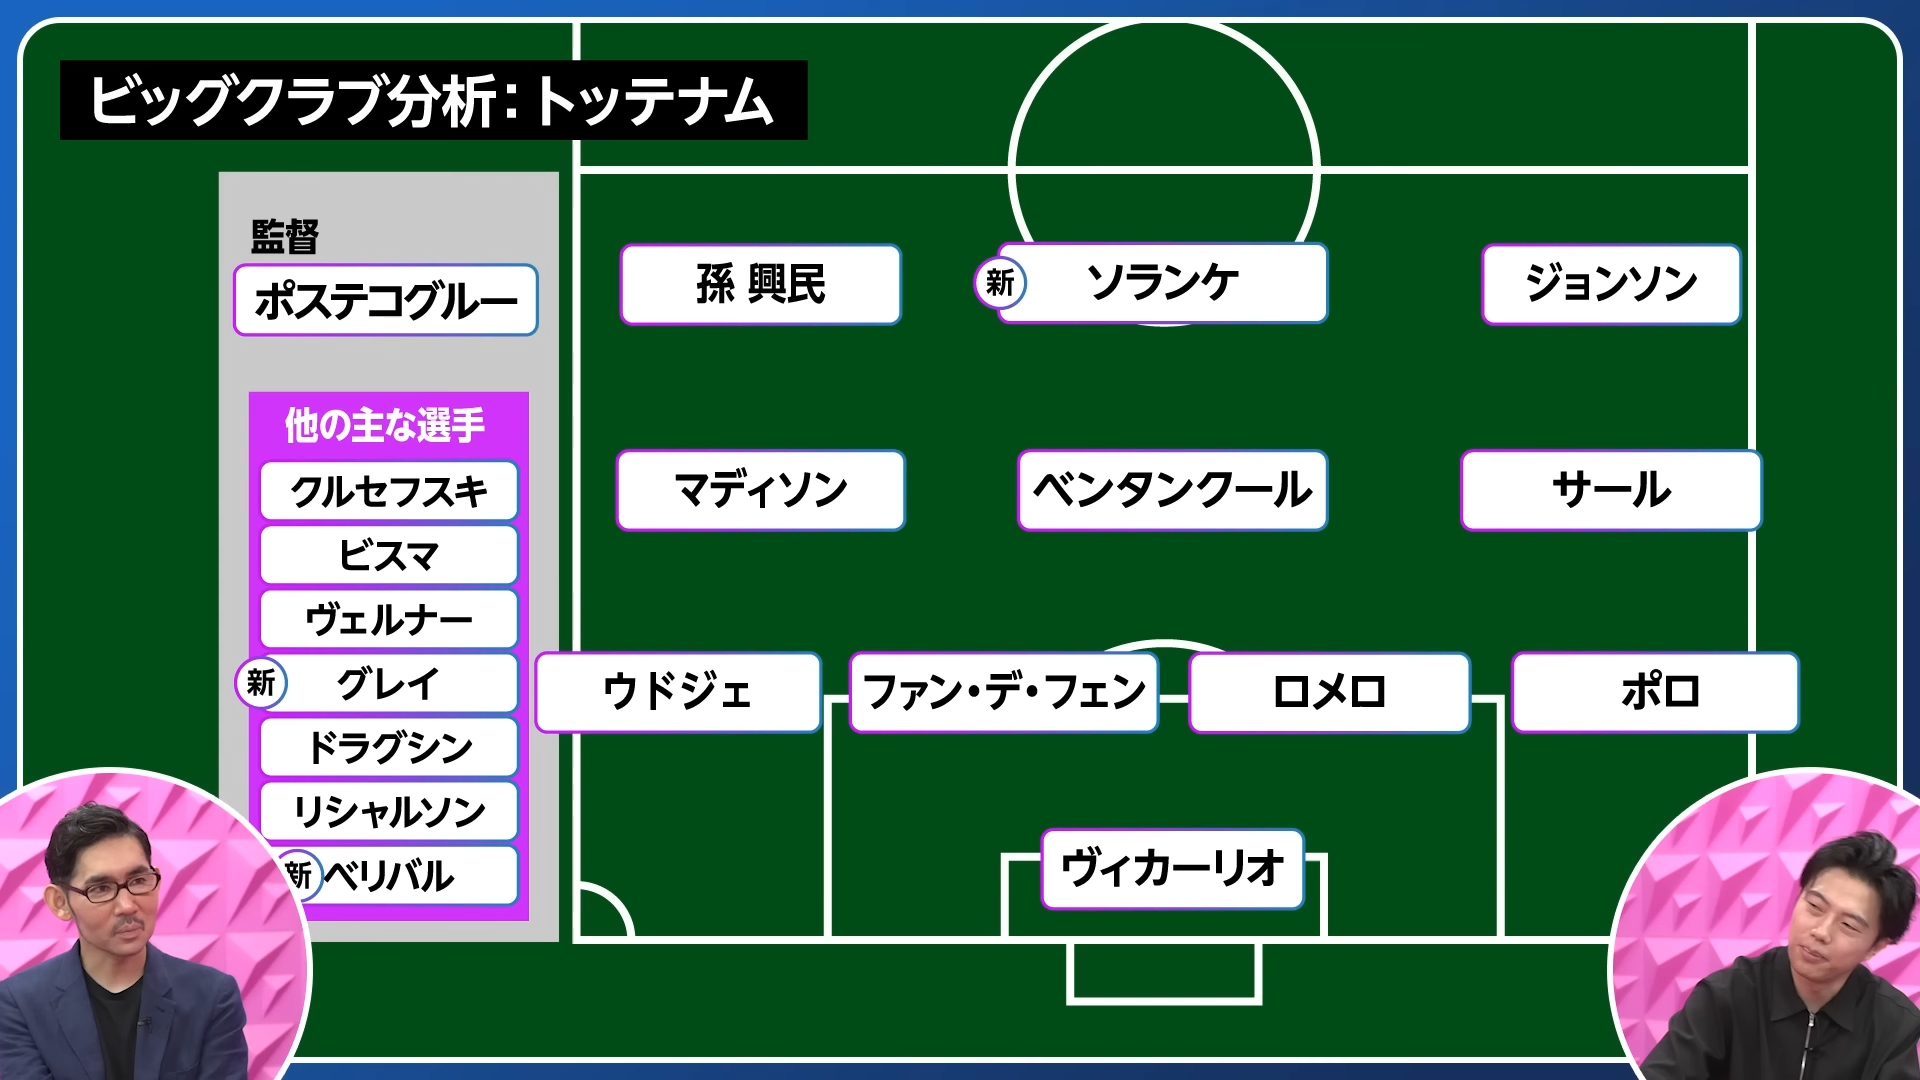 ビッグクラブ分析：トッテナム
監督
ポステコグルー
他の主な選手
クルセフスキ
ビスマ
ヴェルナー
新 グレイ
ドラグシン
リシャルソン
新 ベリバル
孫 興民
新 ソランケ
ジョンソン
マディソン
ベンタンクール
サール
ウドジェ
ファン・デ・フェン
ロメロ
ポロ
ヴィカーリオ